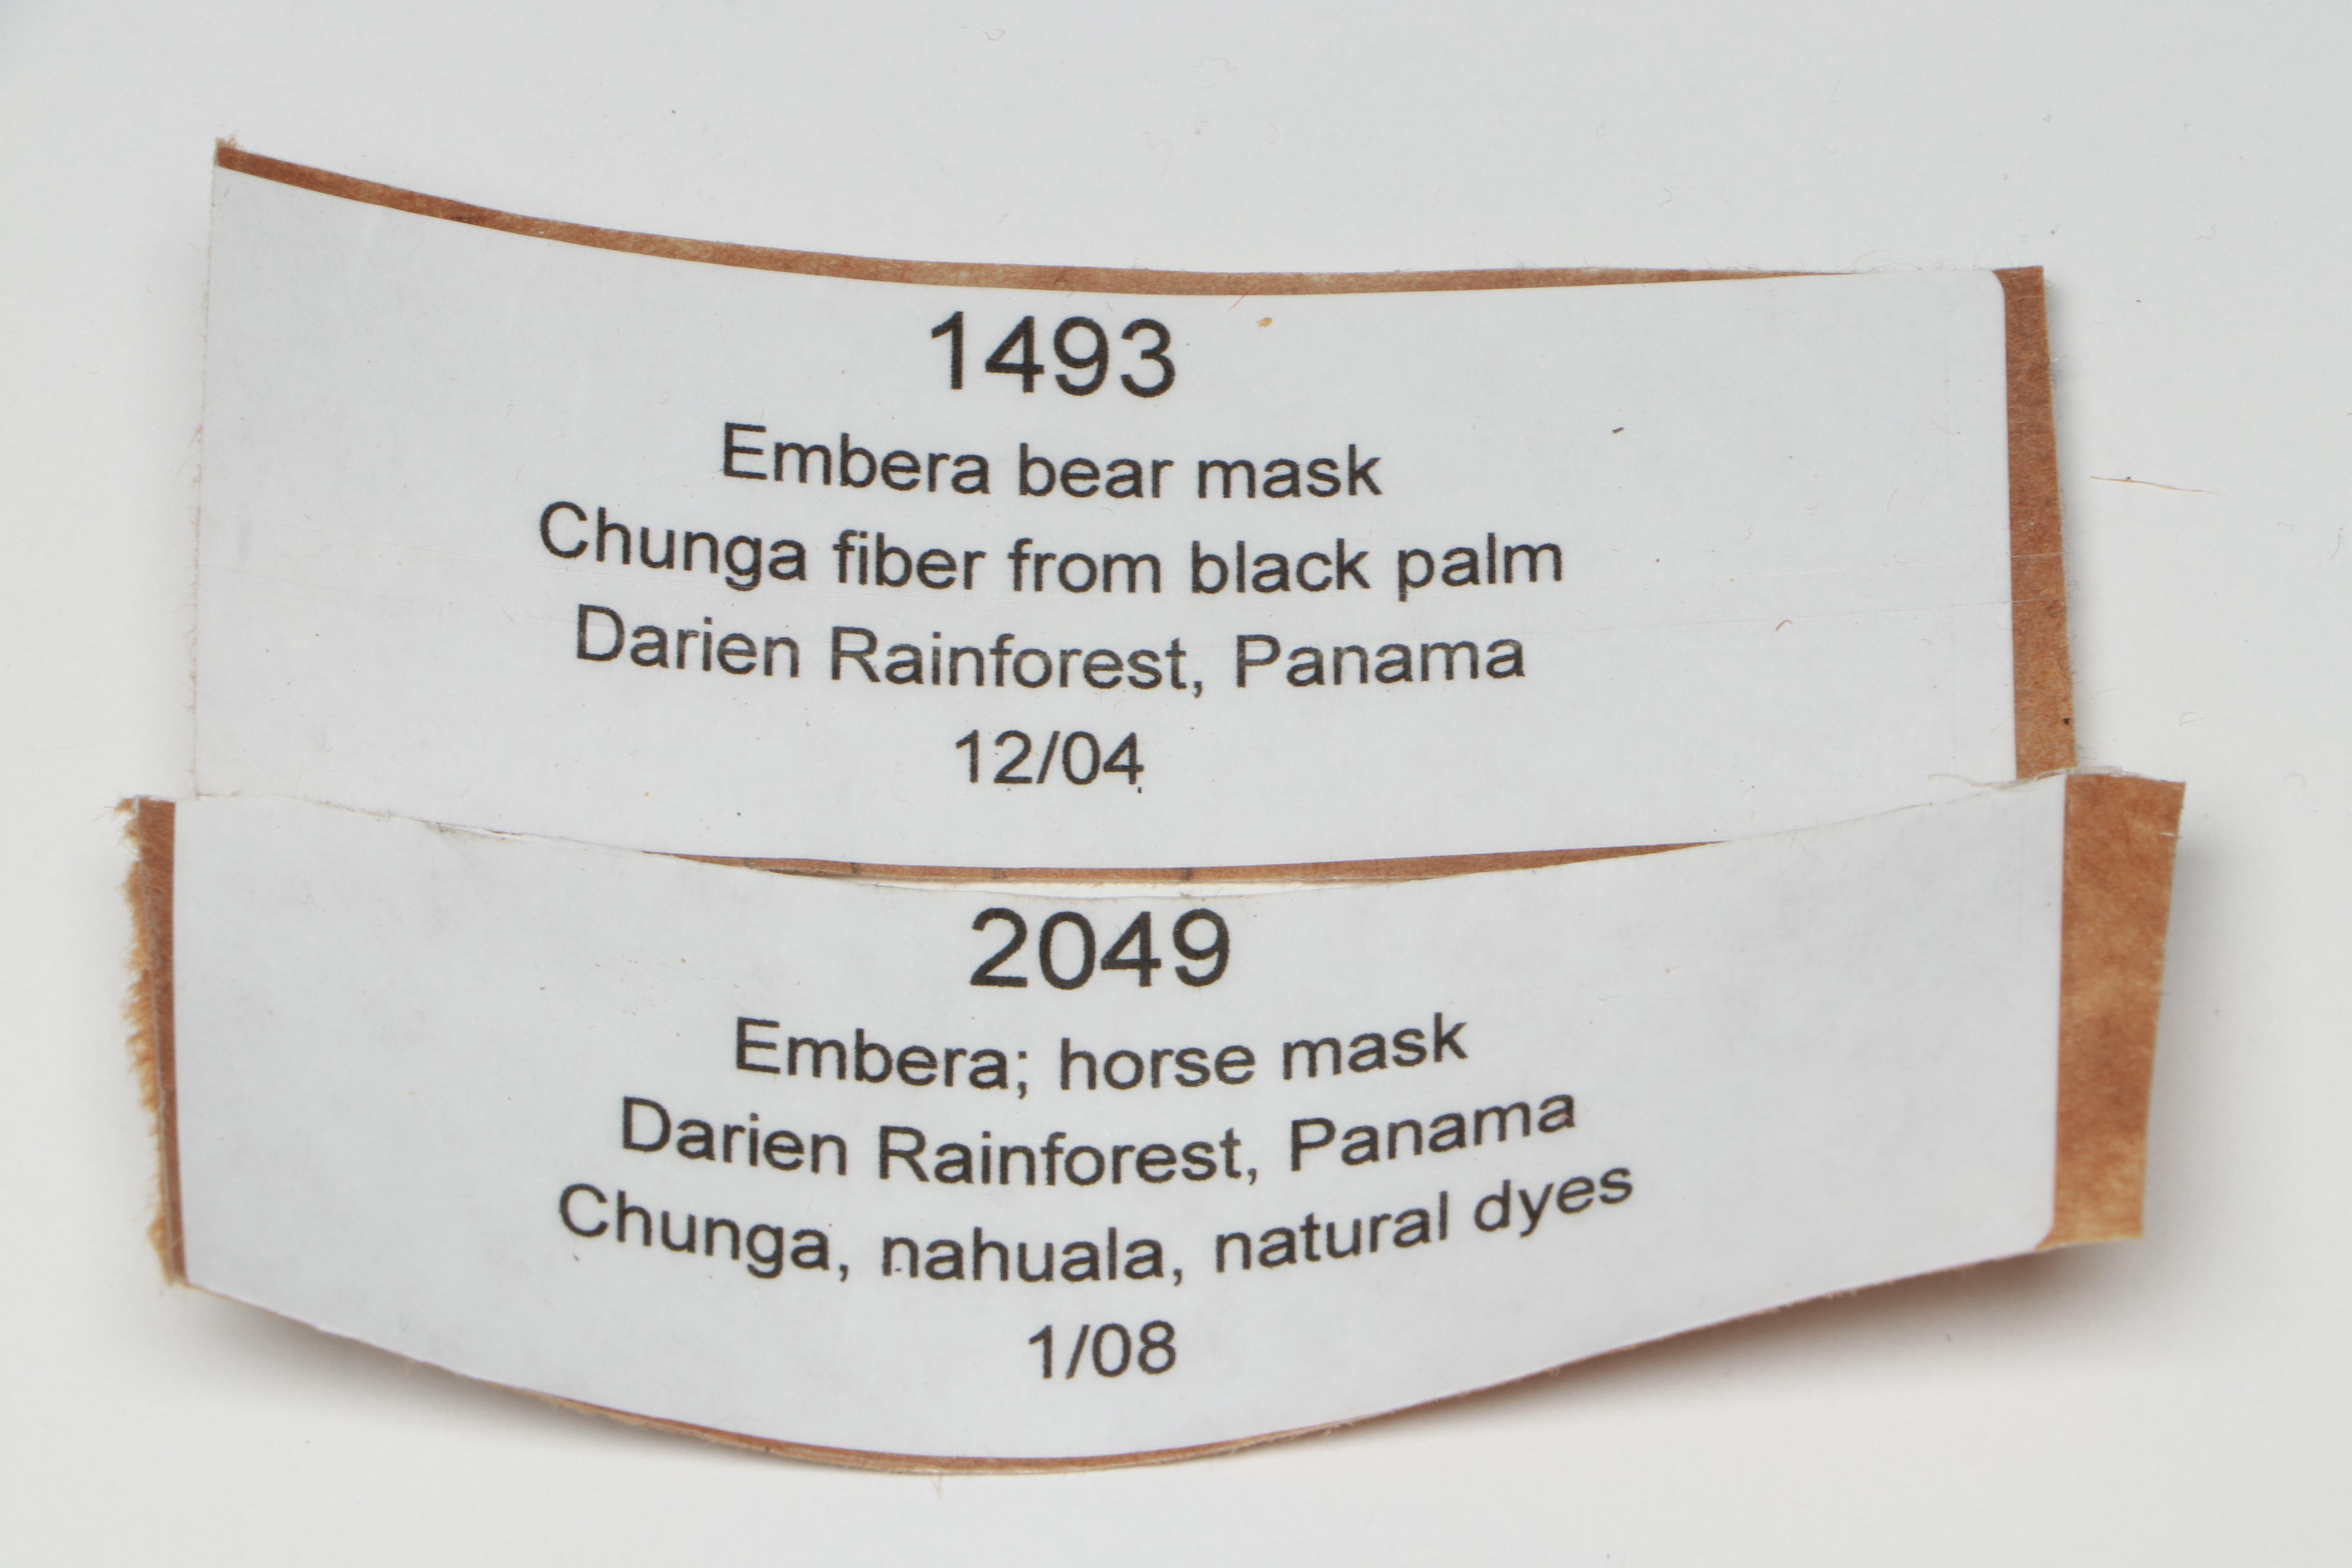 1493
Embera bear mask
Chunga fiber from black palm
Darien Rainforest, Panama
12/04
2049
Embera; horse mask
Darien Rainforest, Panama
Chunga, nahuala, natural dyes
1/08